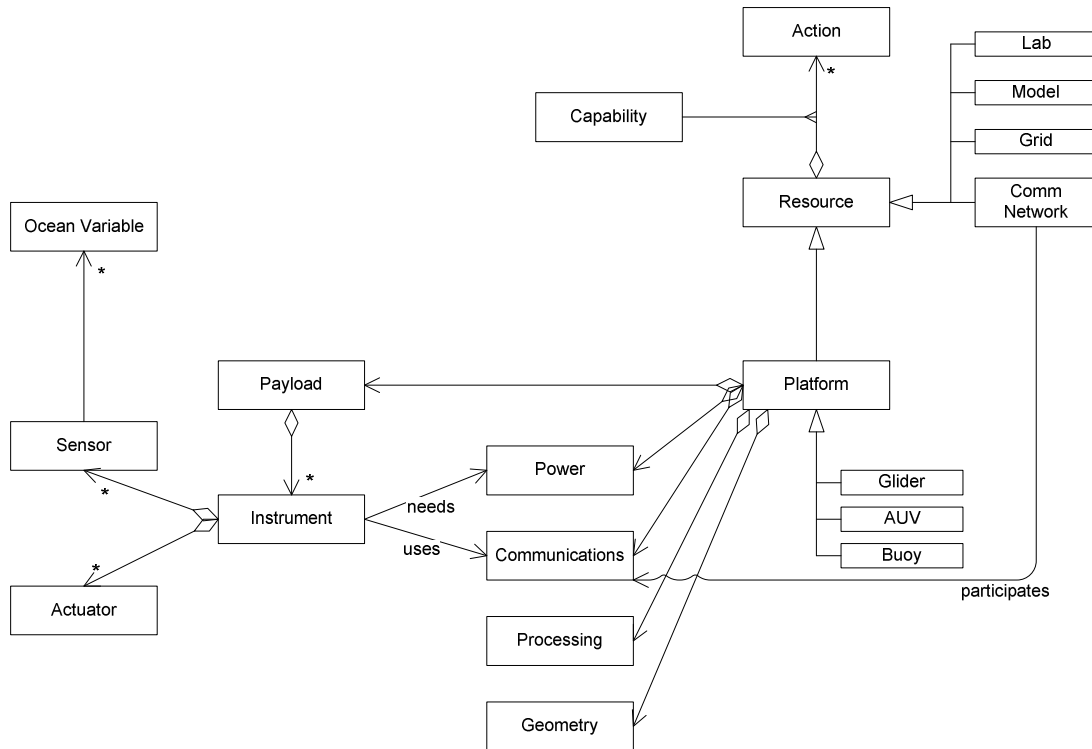 Action
*
Lab
Model
Capability
Grid
Resource
Comm
Network
Ocean Variable
*
Payload
Platform
Sensor
*
Power
*
needs
Instrument
uses
Glider
AUV
Buoy
Communications
*
Actuator
participates
Processing
Geometry